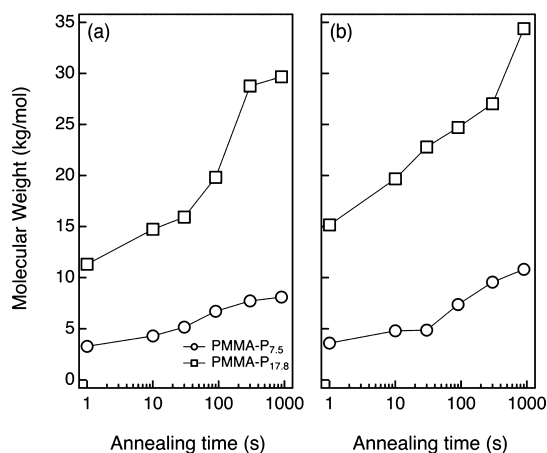 (a)
(b)
Molecular Weight (kg/mol)
35
30
25
20
15
10
5
0
PMMA-P7.5
PMMA-P17.8
1 10 100 1000
1 10 100 1000
Annealing time (s)
Annealing time (s)